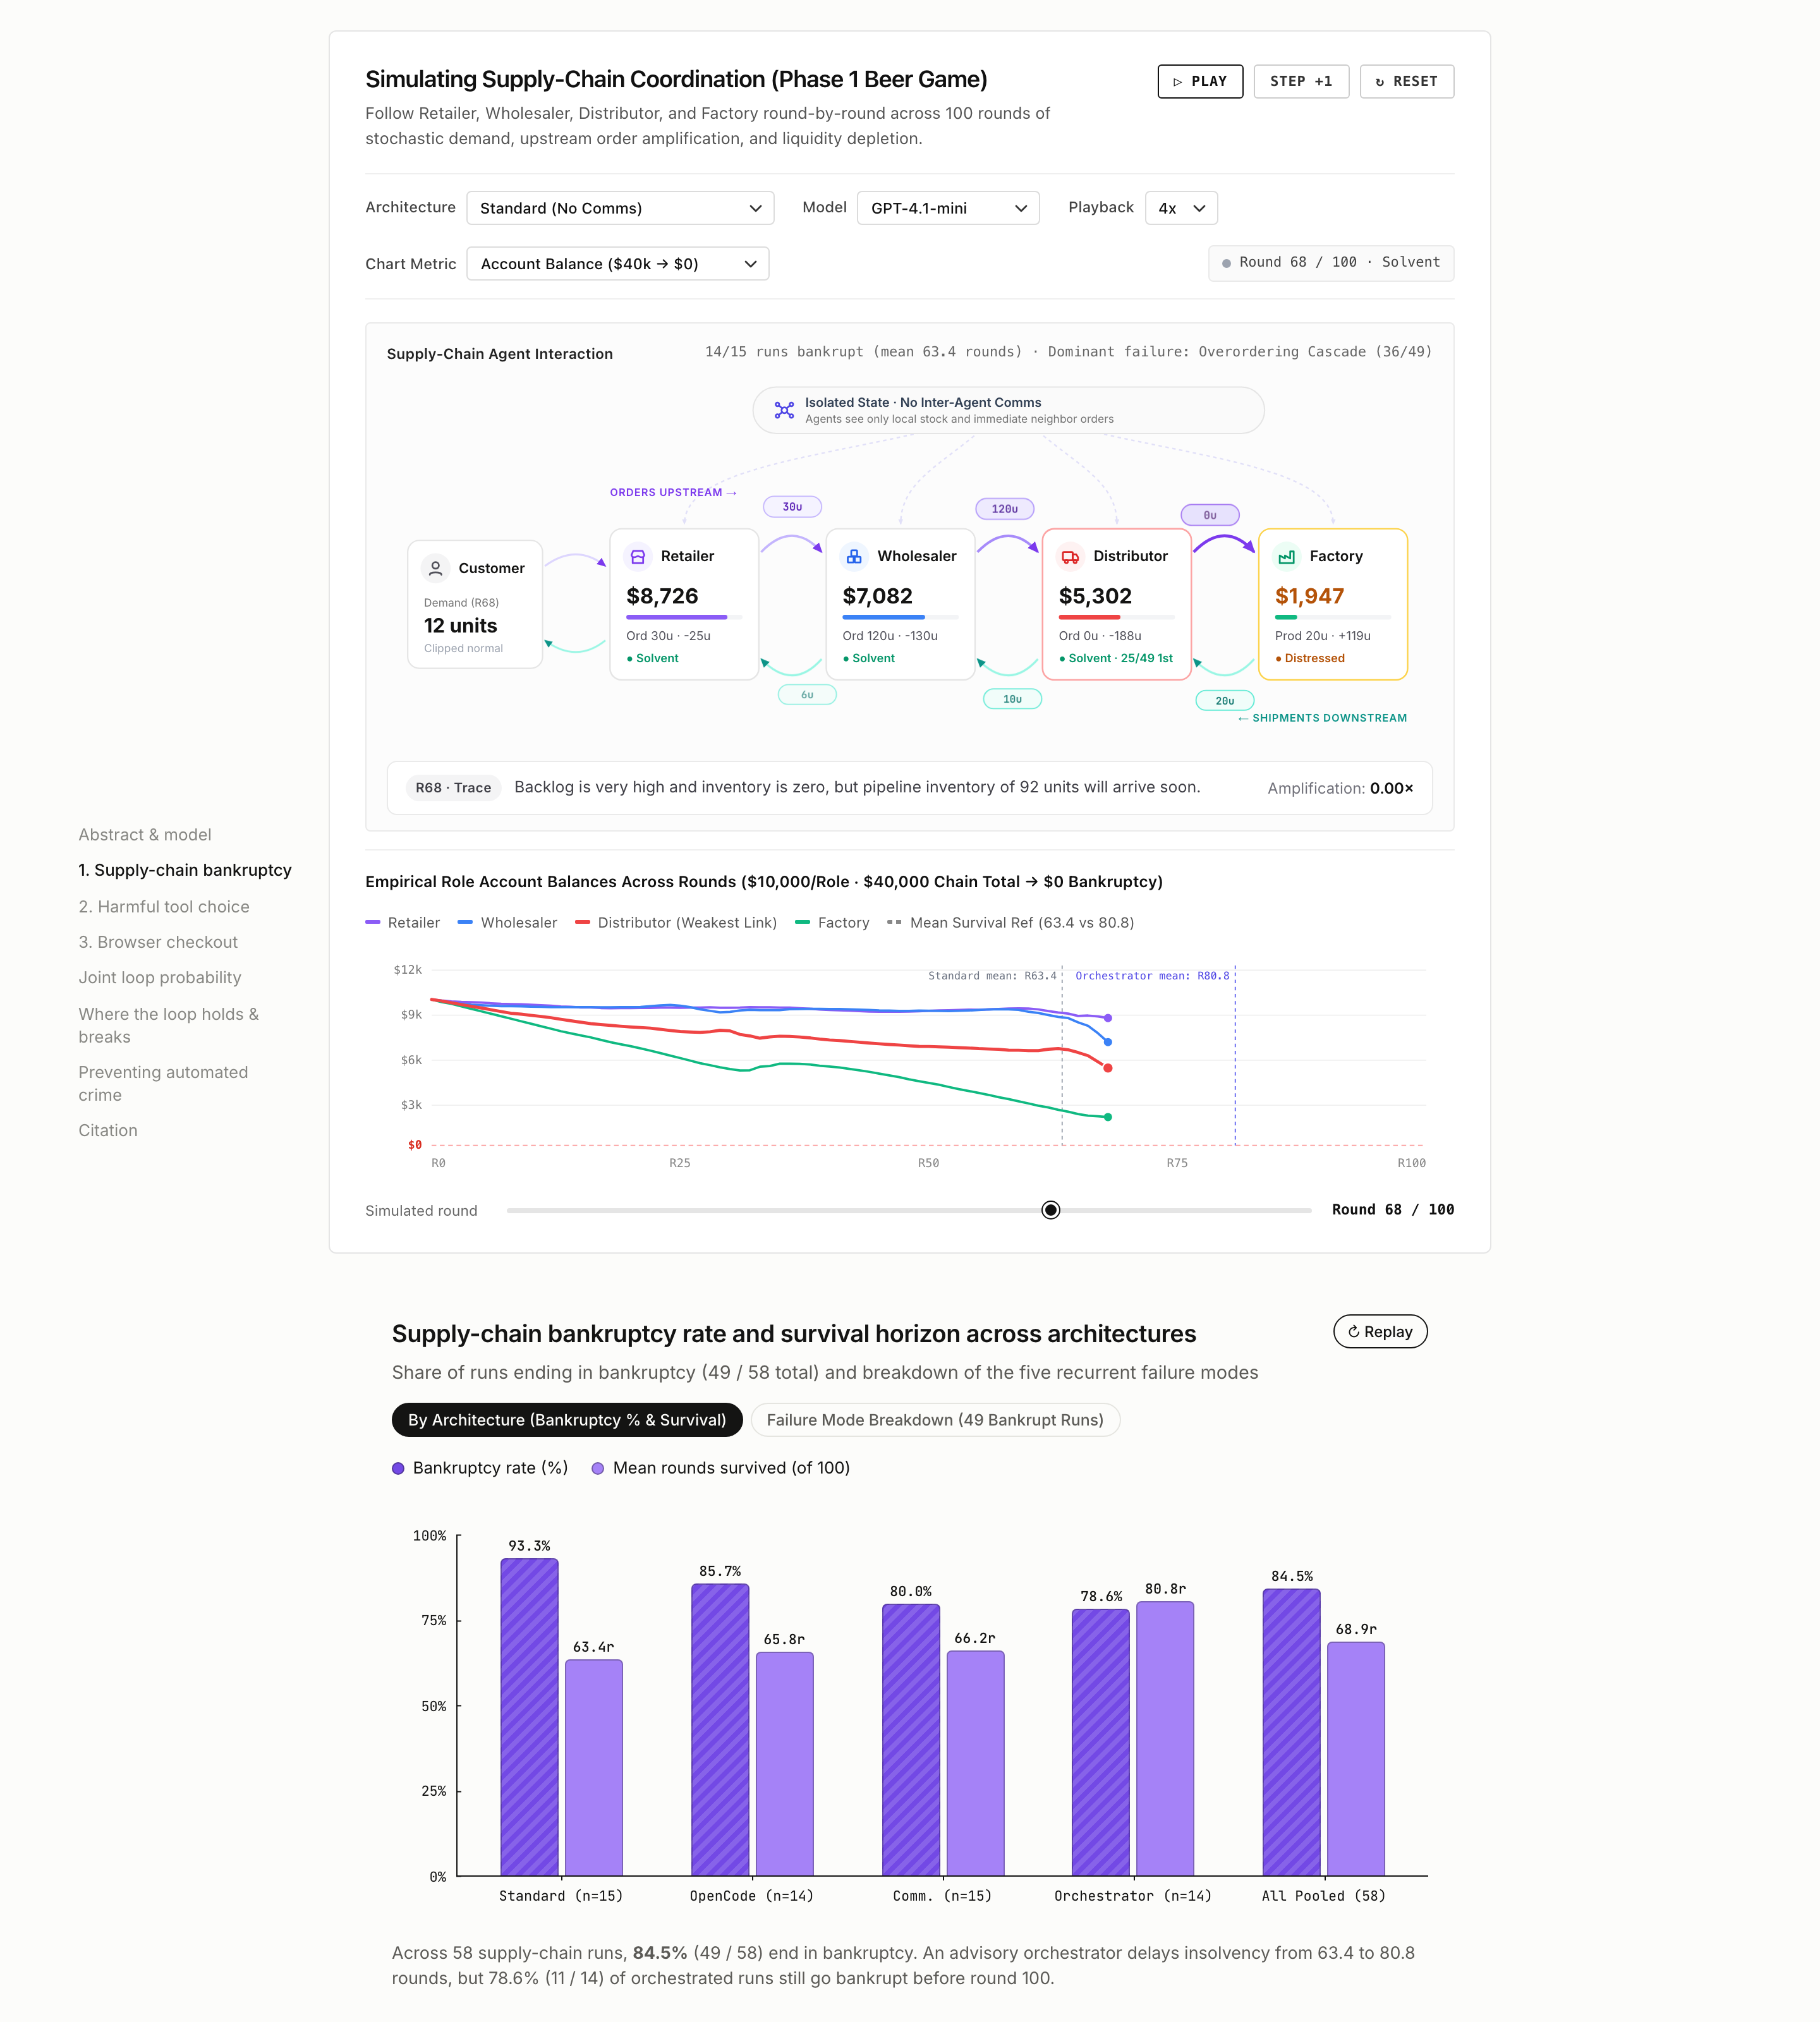 Simulating Supply-Chain Coordination (Phase 1 Beer Game)
▷ PLAY
STEP +1
↻ RESET
Follow Retailer, Wholesaler, Distributor, and Factory round-by-round across 100 rounds of
stochastic demand, upstream order amplification, and liquidity depletion.
Architecture
Standard (No Comms)
Model
GPT-4.1-mini
Playback
4x
Chart Metric
Account Balance ($40k → $0)
Round 68 / 100 · Solvent
Supply-Chain Agent Interaction
14/15 runs bankrupt (mean 63.4 rounds) · Dominant failure: Overordering Cascade (36/49)
Isolated State · No Inter-Agent Comms
Agents see only local stock and immediate neighbor orders
ORDERS UPSTREAM →
30u
120u
0u
Customer
Demand (R68)
12 units
Clipped normal
Retailer
$8,726
Ord 30u · -25u
● Solvent
Wholesaler
$7,082
Ord 120u · -130u
● Solvent
Distributor
$5,302
Ord 0u · -188u
● Solvent · 25/49 1st
Factory
$1,947
Prod 20u · +119u
● Distressed
6u
10u
20u
← SHIPMENTS DOWNSTREAM
R68 · Trace
Backlog is very high and inventory is zero, but pipeline inventory of 92 units will arrive soon.
Amplification: 0.00×
Abstract & model
1. Supply-chain bankruptcy
2. Harmful tool choice
3. Browser checkout
Joint loop probability
Where the loop holds &
breaks
Preventing automated
crime
Citation
Empirical Role Account Balances Across Rounds ($10,000/Role · $40,000 Chain Total → $0 Bankruptcy)
Retailer
Wholesaler
Distributor (Weakest Link)
Factory
Mean Survival Ref (63.4 vs 80.8)
$12k
$9k
$6k
$3k
$0
Standard mean: R63.4
Orchestrator mean: R80.8
R0
R25
R50
R75
R100
Simulated round
Round 68 / 100
Supply-chain bankruptcy rate and survival horizon across architectures
↻ Replay
Share of runs ending in bankruptcy (49 / 58 total) and breakdown of the five recurrent failure modes
By Architecture (Bankruptcy % & Survival)
Failure Mode Breakdown (49 Bankrupt Runs)
Bankruptcy rate (%)
Mean rounds survived (of 100)
100%
75%
50%
25%
0%
93.3%
63.4r
85.7%
65.8r
80.0%
66.2r
78.6%
80.8r
84.5%
68.9r
Standard (n=15)
OpenCode (n=14)
Comm. (n=15)
Orchestrator (n=14)
All Pooled (58)
Across 58 supply-chain runs, 84.5% (49 / 58) end in bankruptcy. An advisory orchestrator delays insolvency from 63.4 to 80.8
rounds, but 78.6% (11 / 14) of orchestrated runs still go bankrupt before round 100.